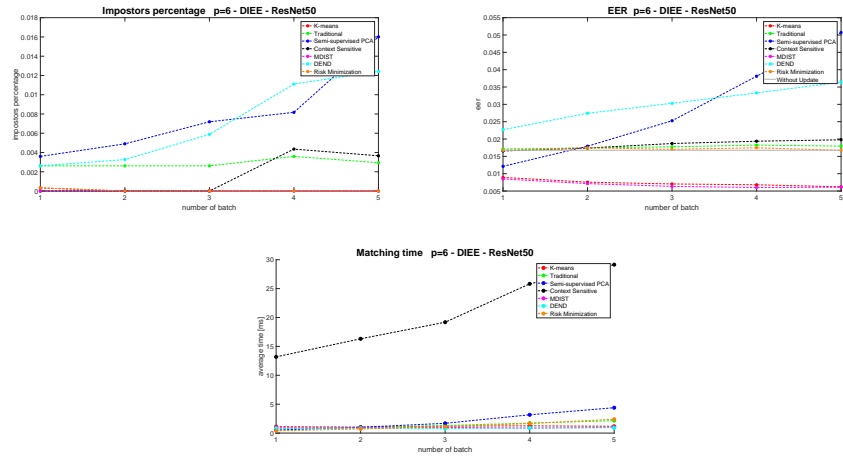 Impostors percentage p=6 - DIEE - ResNet50
0.018
0.016
0.014
0.012
0.01
0.008
0.006
0.004
0.002
0
impostors percentage
1
2
3
4
5
number of batch
K-means
Traditional
Semi-supervised PCA
Context Sensitive
MDIST
DEND
Risk Minimization
EER p=6 - DIEE - ResNet50
0.055
0.05
0.045
0.04
0.035
0.03
0.025
0.02
0.015
0.01
0.005
eer
1
2
3
4
5
number of batch
K-means
Traditional
Semi-supervised PCA
Context Sensitive
MDIST
DEND
Risk Minimization
Without Update
Matching time p=6 - DIEE - ResNet50
30
25
20
15
10
5
0
average time [ms]
1
2
3
4
5
number of batch
K-means
Traditional
Semi-supervised PCA
Context Sensitive
MDIST
DEND
Risk Minimization